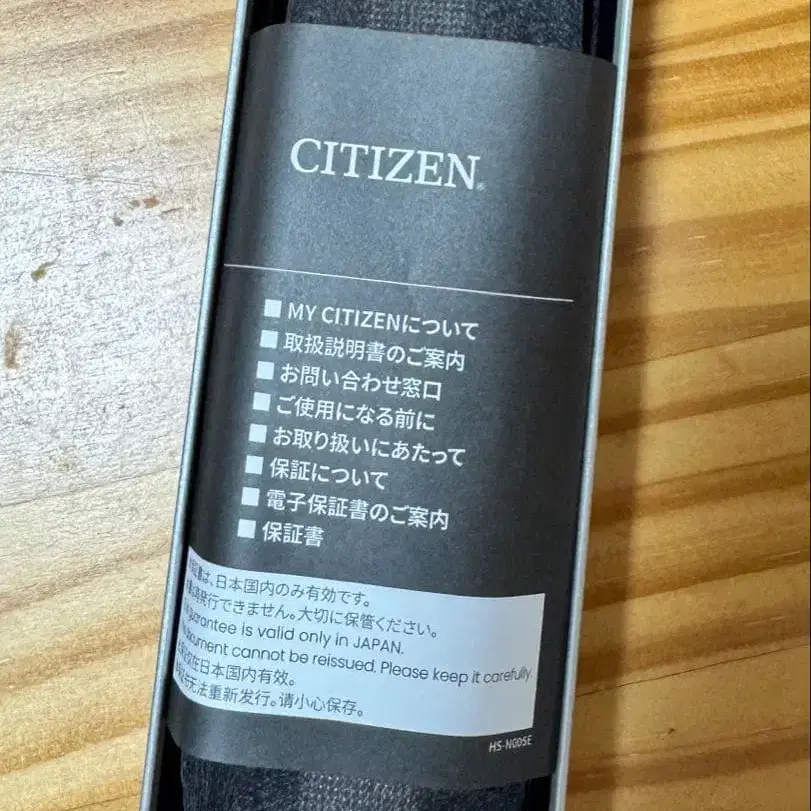 CITIZEN
■ MY CITIZENについて
■ 取扱説明書のご案内
■ お問い合わせ窓口
■ ご使用になる前に
■ お取り扱いにあたって
■ 保証について
■ 電子保証書のご案内
■ 保証書
証書は、日本国内のみ有効です。
発行できません。大切に保管ください。
guarantee is valid only in JAPAN.
document cannot be reissued. Please keep it carefully.
在日本国内有效。
无法重新发行。请小心保存。
HS-NGDSE